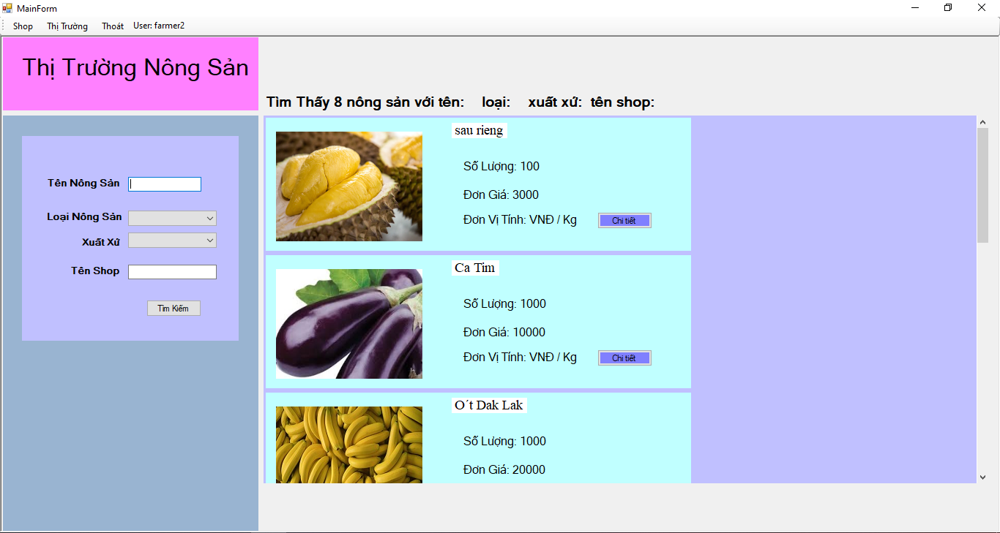 MainForm
Shop Thị Trường Thoát User: farmer2
Thị Trường Nông Sản
Tìm Thấy 8 nông sản với tên: loại: xuất xứ: tên shop:
Tên Nông Sản
Loại Nông Sản
Xuất Xứ
Tên Shop
Tìm Kiếm
sau rieng
Số Lượng: 100
Đơn Giá: 3000
Đơn Vị Tính: VNĐ / Kg
Chi tiết
Ca Tim
Số Lượng: 1000
Đơn Giá: 10000
Đơn Vị Tính: VNĐ / Kg
Chi tiết
O´t Dak Lak
Số Lượng: 1000
Đơn Giá: 20000